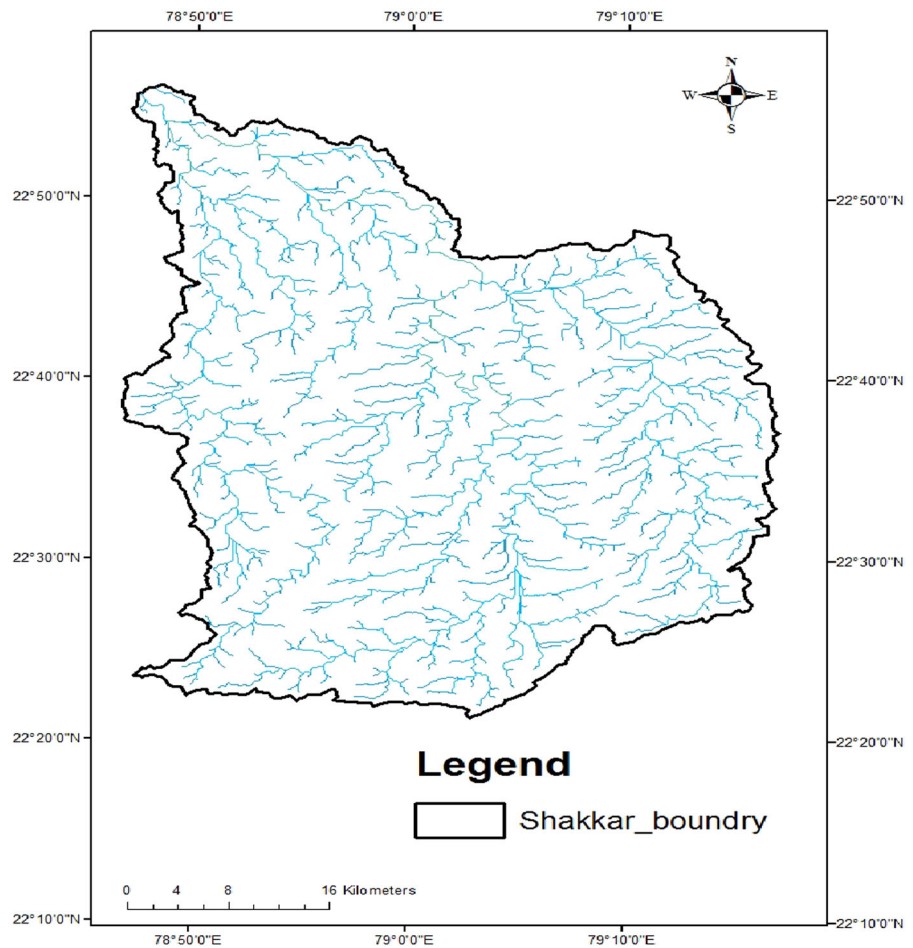 78°50'0"E 79°0'0"E 79°10'0"E
N
W E
S
22°50'0"N 22°50'0"N
22°40'0"N 22°40'0"N
22°30'0"N 22°30'0"N
22°20'0"N 22°20'0"N
Legend
Shakkar_boundry
0 4 8 16 Kilometers
22°10'0"N 22°10'0"N
78°50'0"E 79°0'0"E 79°10'0"E